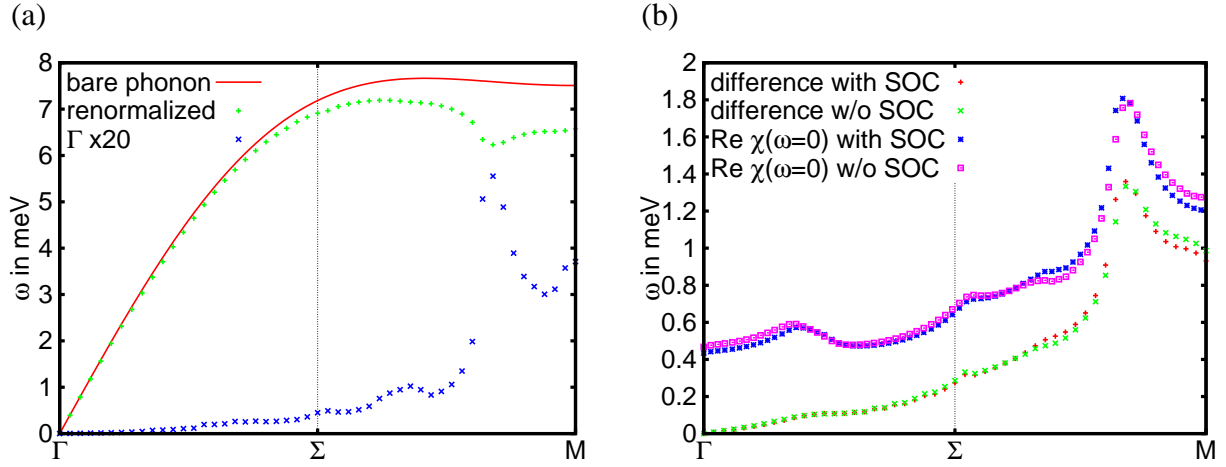 (a)
ω in meV
8
7
6
5
4
3
2
1
0
bare phonon
renormalized
Γ x20
Γ Σ M
(b)
ω in meV
2
1.8
1.6
1.4
1.2
1
0.8
0.6
0.4
0.2
0
difference with SOC
difference w/o SOC
Re χ(ω=0) with SOC
Re χ(ω=0) w/o SOC
Γ Σ M